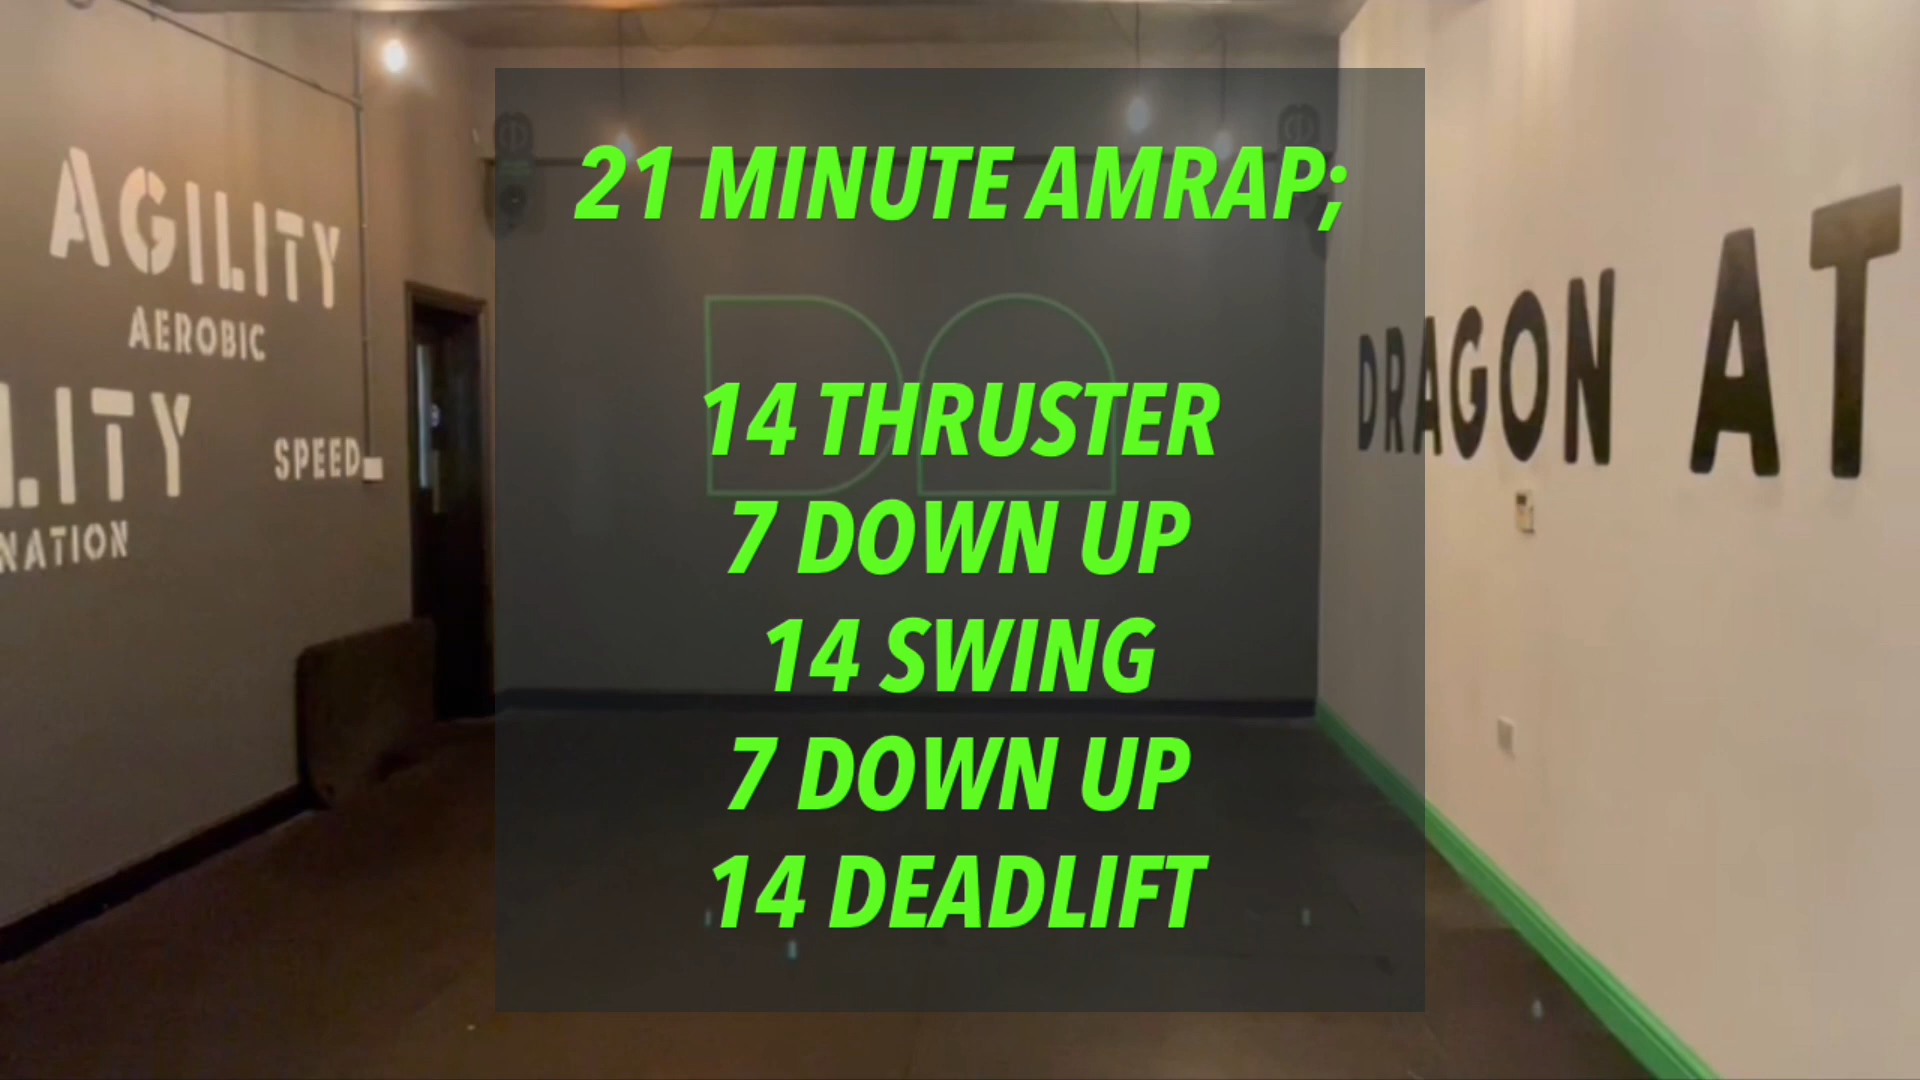 21 MINUTE AMRAP;
14 THRUSTER
7 DOWN UP
14 SWING
7 DOWN UP
14 DEADLIFT
AGILITY
AEROBIC
LITY
SPEED
NATION
DRAGON AT